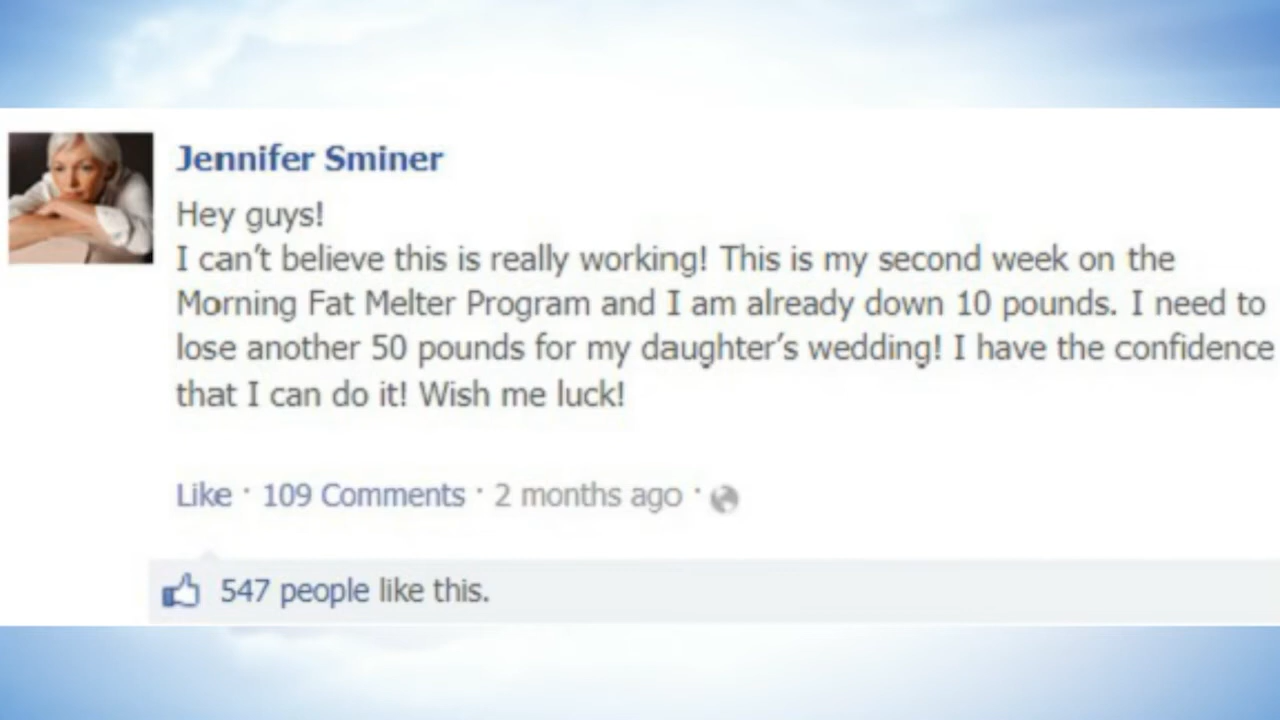 Jennifer Sminer
Hey guys!
I can't believe this is really working! This is my second week on the
Morning Fat Melter Program and I am already down 10 pounds. I need to
lose another 50 pounds for my daughter's wedding! I have the confidence
that I can do it! Wish me luck!
Like · 109 Comments · 2 months ago ·
547 people like this.